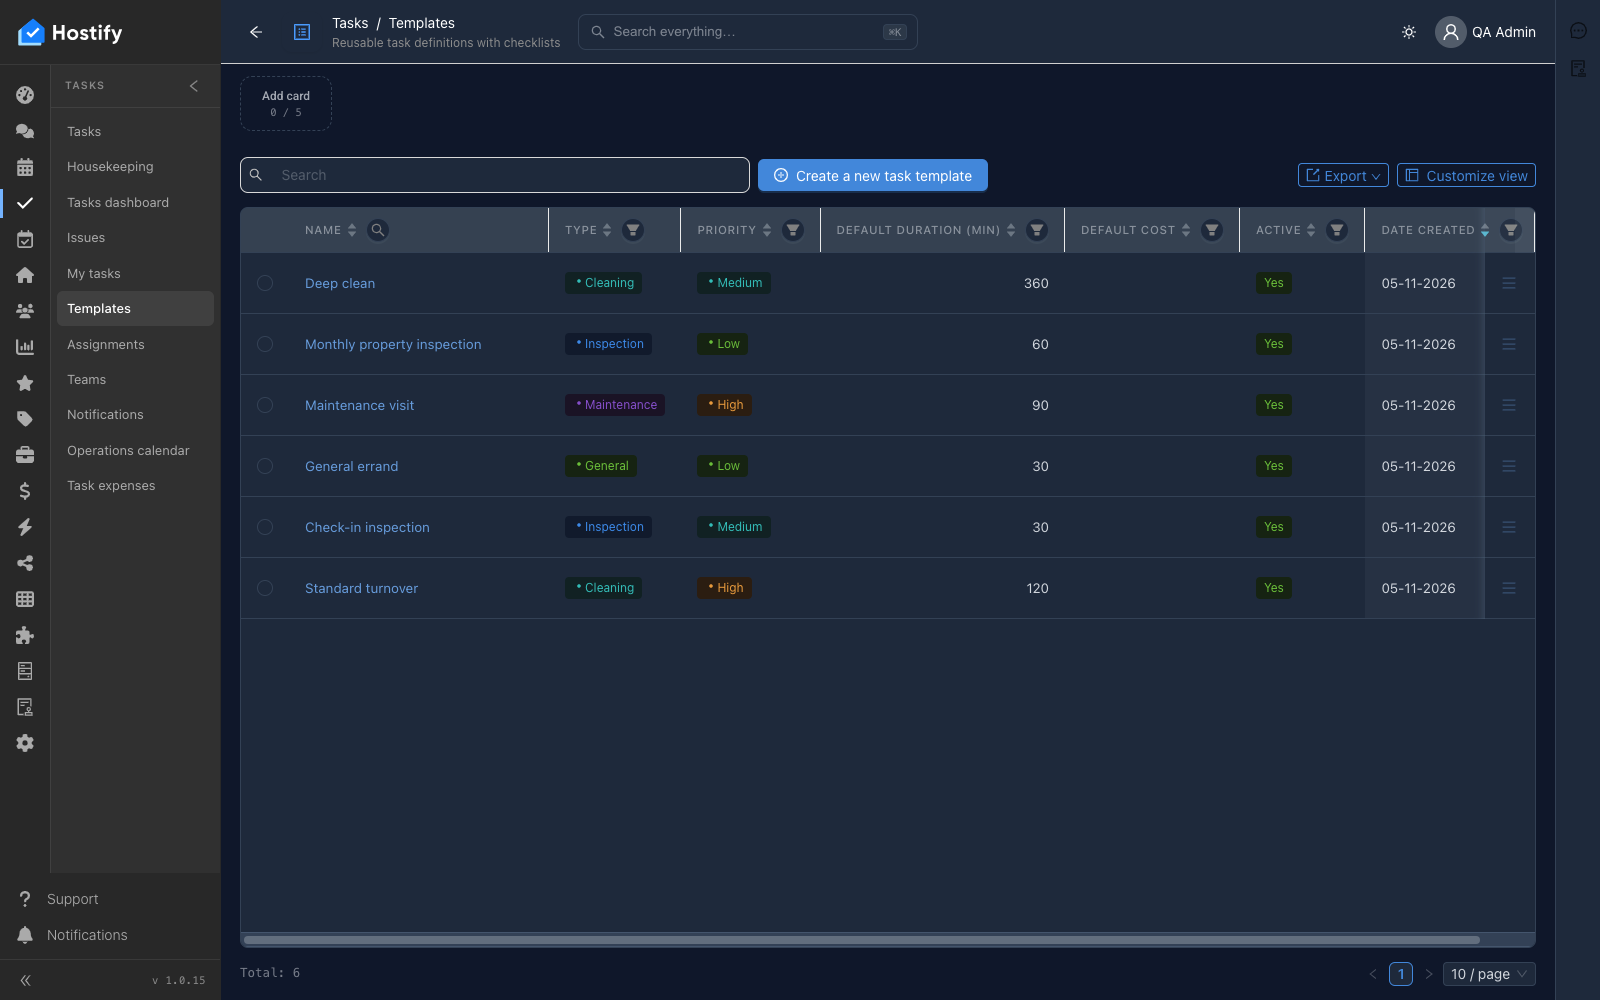 Hostify
Tasks / Templates
Reusable task definitions with checklists
Search everything...
⌘K
QA Admin
TASKS
Tasks
Housekeeping
Tasks dashboard
Issues
My tasks
Templates
Assignments
Teams
Notifications
Operations calendar
Task expenses
Support
Notifications
v 1.0.15
Add card
0 / 5
Search
Create a new task template
Export
Customize view
NAME TYPE PRIORITY DEFAULT DURATION (MIN) DEFAULT COST ACTIVE DATE CREATED
Deep clean • Cleaning • Medium 360 Yes 05-11-2026
Monthly property inspection • Inspection • Low 60 Yes 05-11-2026
Maintenance visit • Maintenance • High 90 Yes 05-11-2026
General errand • General • Low 30 Yes 05-11-2026
Check-in inspection • Inspection • Medium 30 Yes 05-11-2026
Standard turnover • Cleaning • High 120 Yes 05-11-2026
Total: 6
1
10 / page